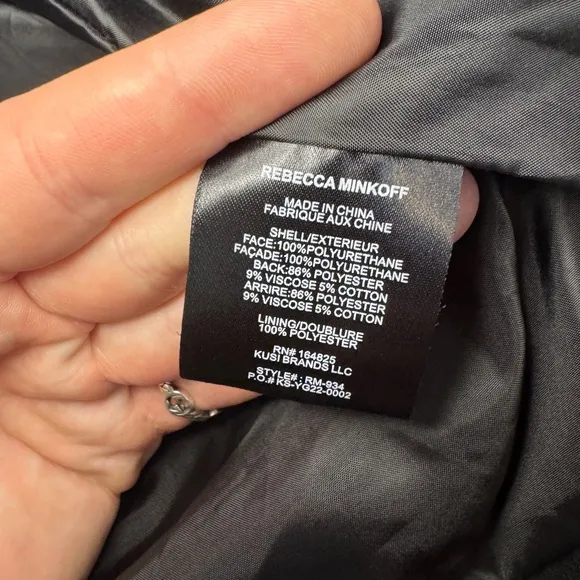 REBECCA MINKOFF
MADE IN CHINA
FABRIQUE AUX CHINE
SHELL/EXTERIEUR
FACE:100%POLYURETHANE
FAÇADE:100%POLYURETHANE
BACK:86% POLYESTER
9% VISCOSE 5% COTTON
ARRIRE:86% POLYESTER
9% VISCOSE 5% COTTON
LINING/DOUBLURE
100% POLYESTER
RN# 164825
KUSI BRANDS LLC
STYLE# : RM-934
P.O.# KS-YG22-0002